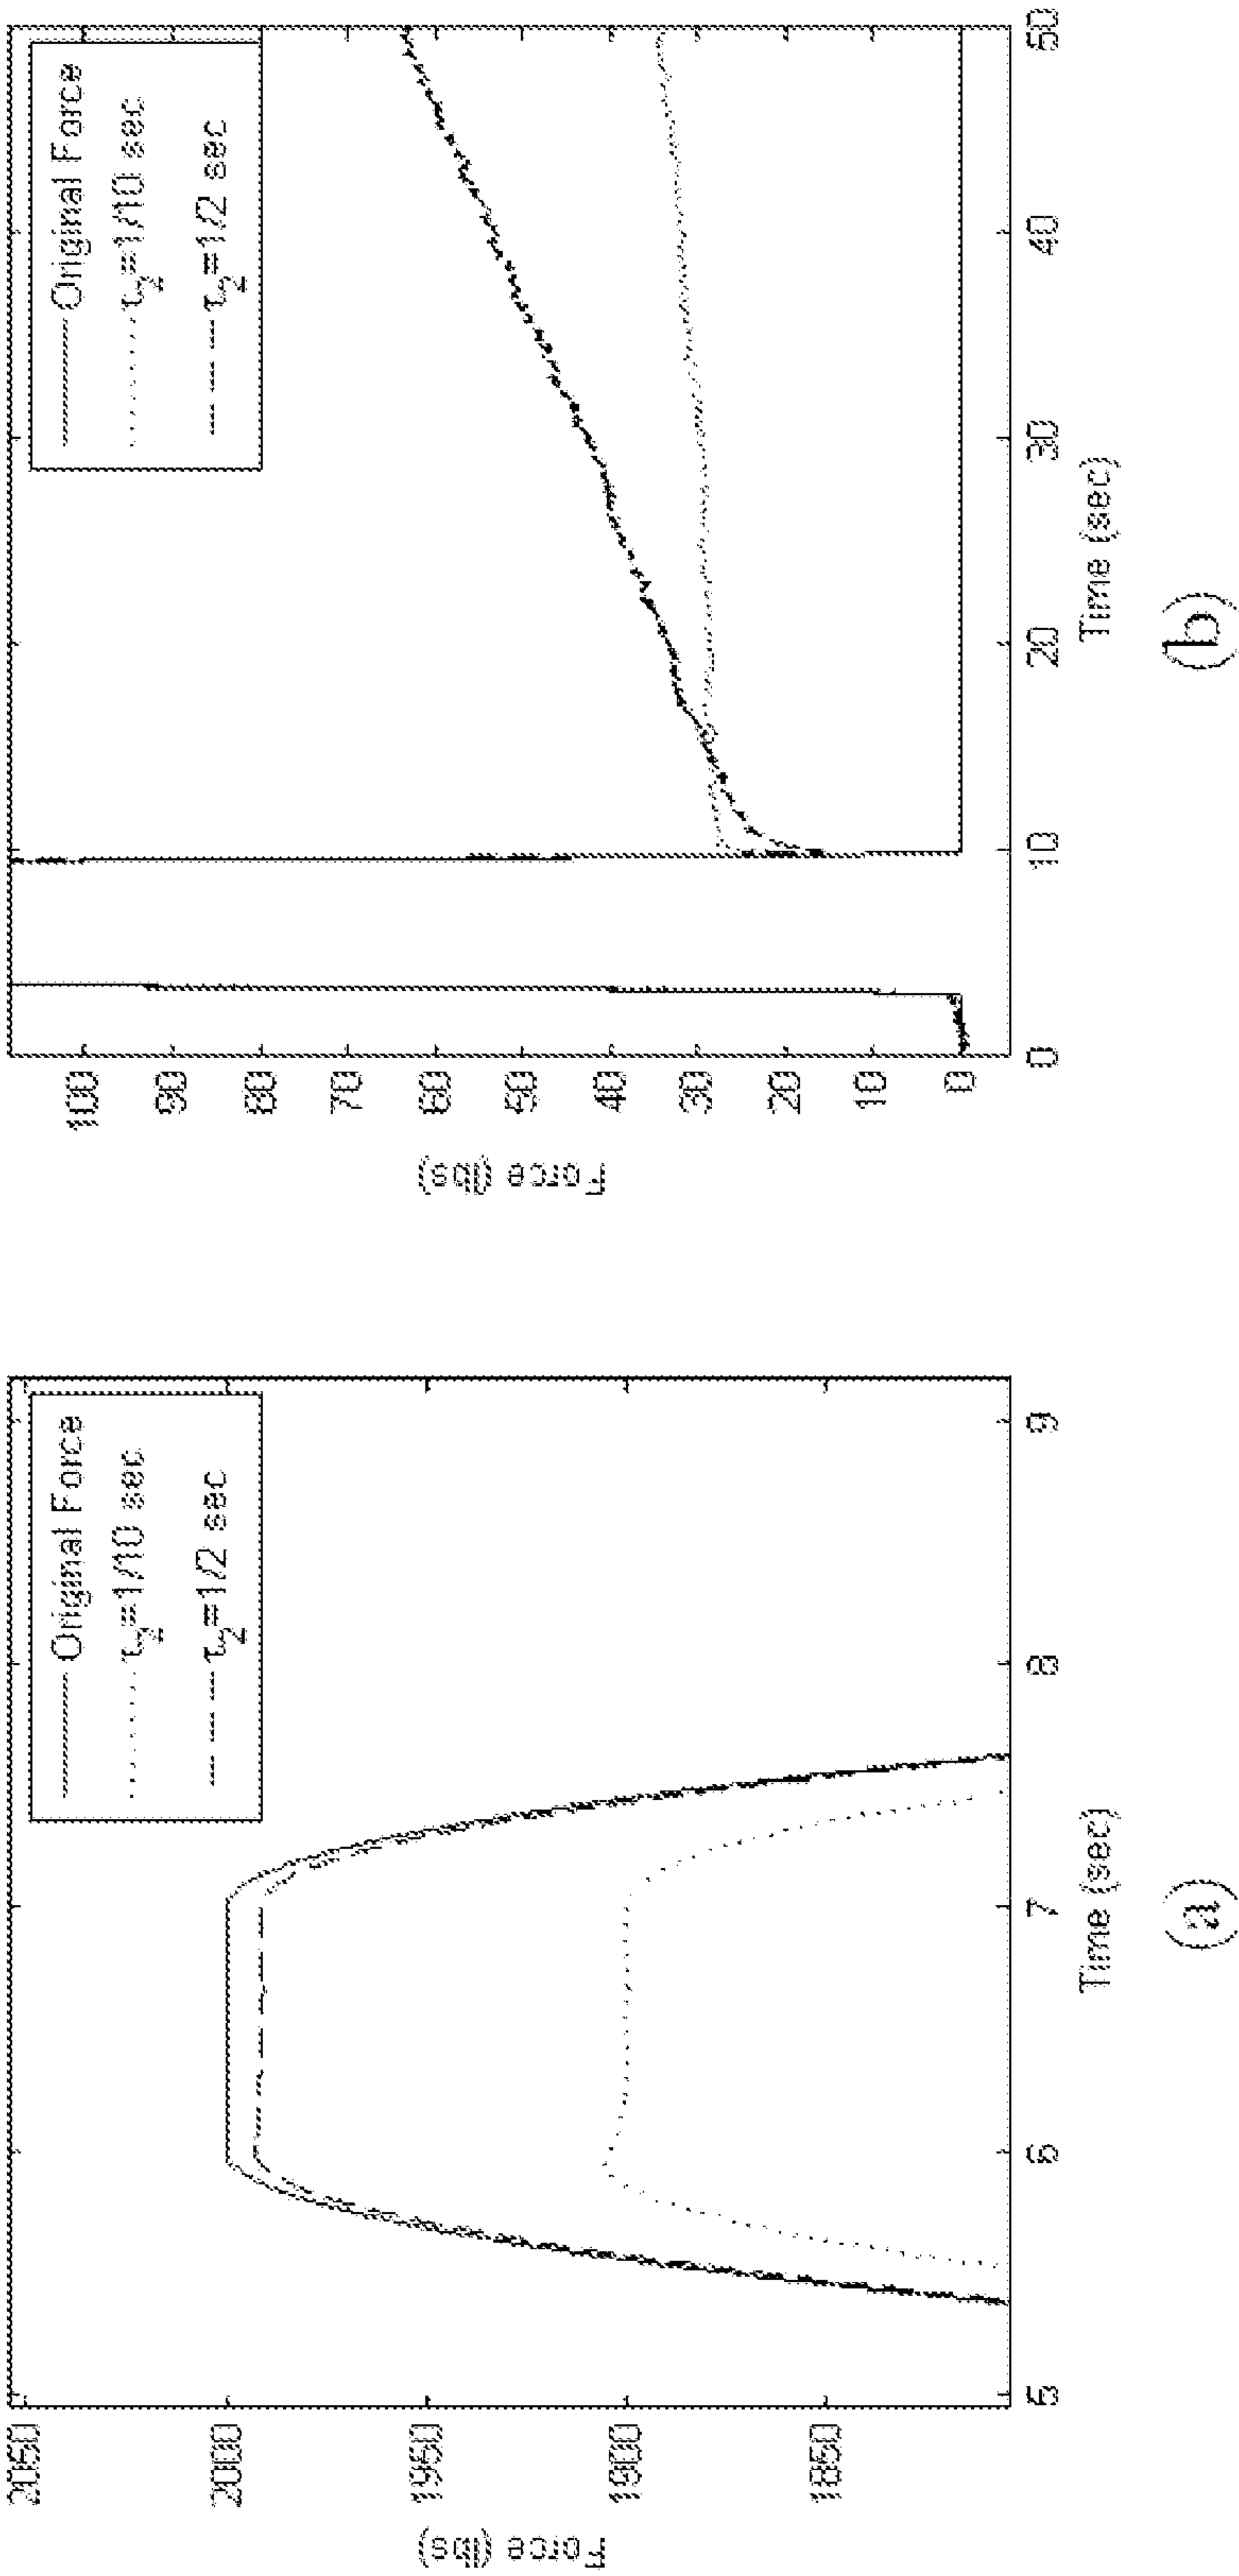 2050
2000
1950
1900
1850
Force (lbs)
Original Force
τ2=1/10 sec
τ2=1/2 sec
5
6
7
8
9
Time (sec)
(a)
100
90
80
70
60
50
40
30
20
10
0
Force (lbs)
Original Force
τ2=1/10 sec
τ2=1/2 sec
0
10
20
30
40
50
Time (sec)
(b)